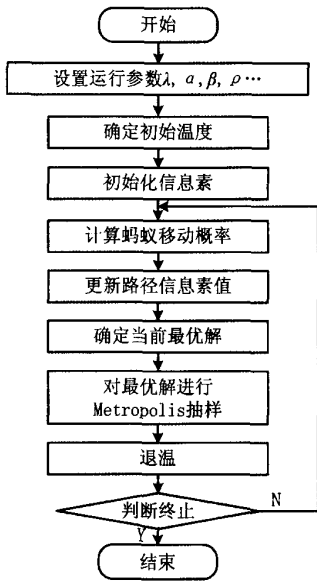 开始
设置运行参数λ, α,β, ρ…
确定初始温度
初始化信息素
计算蚂蚁移动概率
更新路径信息素值
确定当前最优解
对最优解进行
Metropolis抽样
退温
判断终止
N
Y
结束